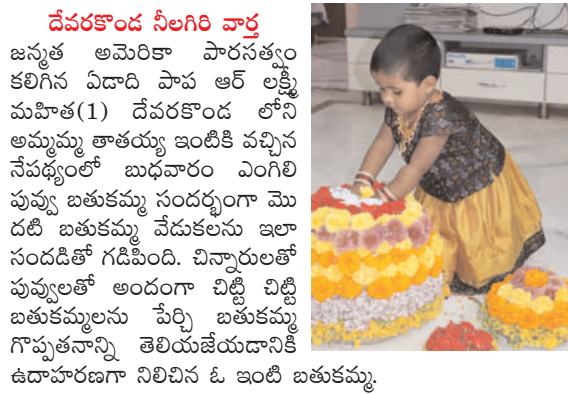 దేవరకొండ నీలగిరి వార్త
జన్మత అమెరికా పౌరసత్వం
కలిగిన ఏడాది పాప ఆర్ లక్ష్మీ
మహిత(1) దేవరకొండ లోని
అమ్మమ్మ తాతయ్య ఇంటికి వచ్చిన
నేపథ్యంలో బుధవారం ఎంగిలి
పువ్వు బతుకమ్మ సందర్భంగా మొ
దటి బతుకమ్మ వేడుకలను ఇలా
సందడితో గడిపింది. చిన్నారులతో
పువ్వులతో అందంగా చిట్టి చిట్టి
బతుకమ్మలను పేర్చి బతుకమ్మ
గొప్పతనాన్ని తెలియజేయడానికి
ఉదాహరణగా నిలిచిన ఓ ఇంటి బతుకమ్మ.